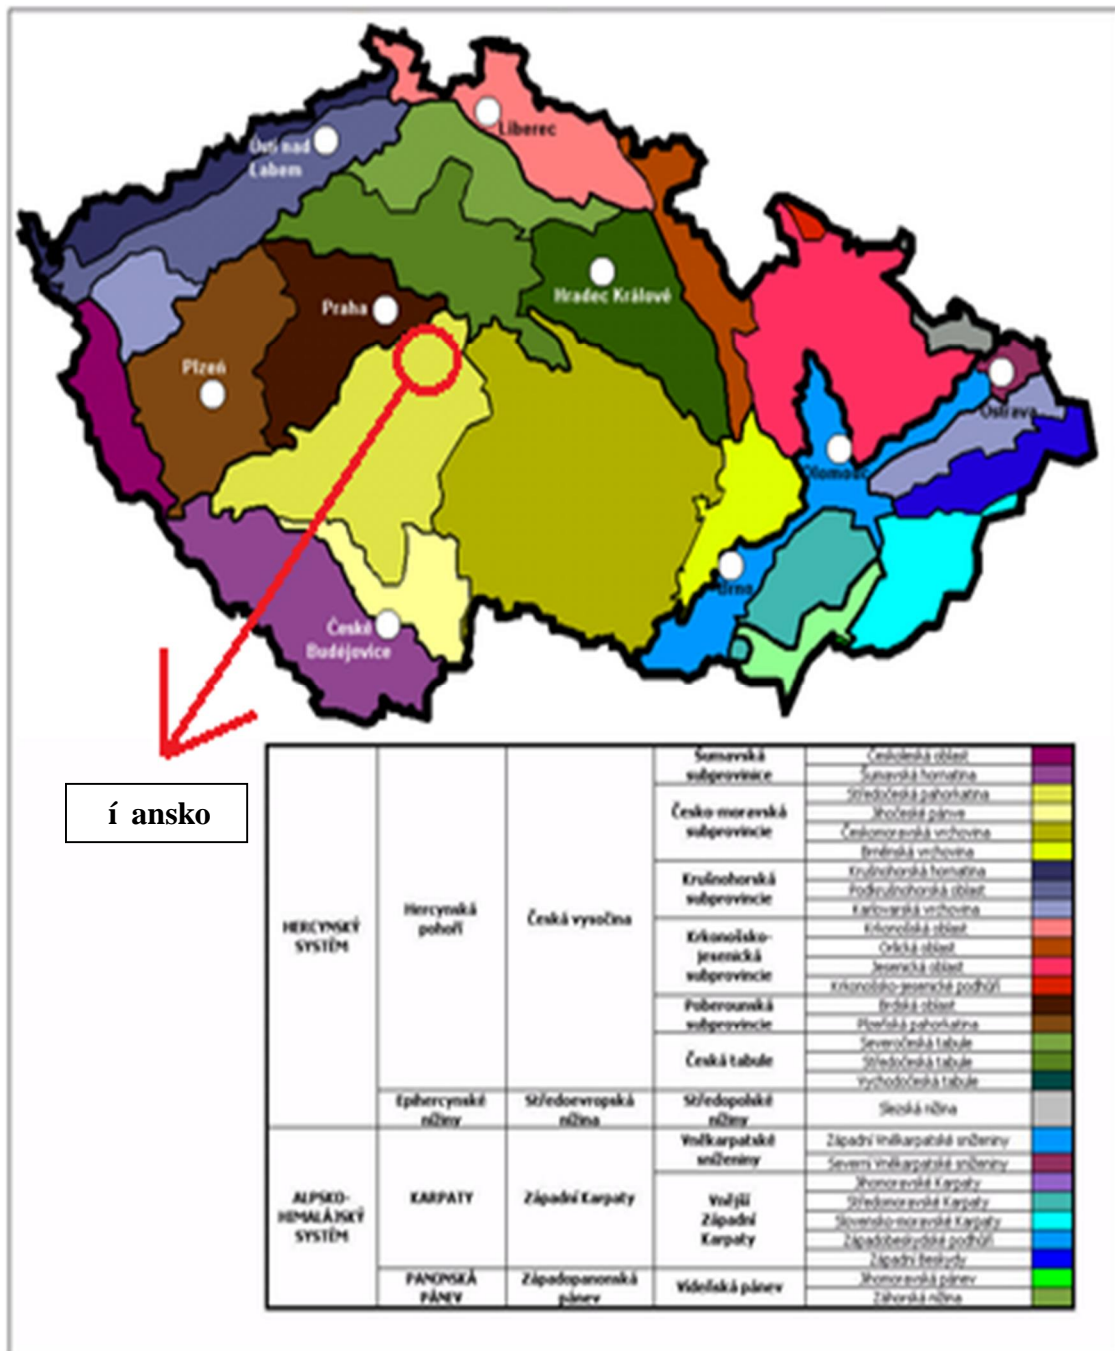 Liberec
Ústí nad
Labem
Hradec Králové
Praha
Plzeň
Ostrava
Olomouc
Brno
České
Budějovice
í ansko
HERCYNSKÝ
SYSTÉM
Hercynská
pohoří
Česká vysočina
Šumavská
subprovinice
Českoleská oblast
Šumavská hornatina
Česko-moravská
subprovincie
Středočeská pahorkatina
Jihočeské pánve
Českomoravská vrchovina
Brněnská vrchovina
Krušnohorská
subprovincie
Krušnohorská hornatina
Podkrušnohorská oblast
Karlovarská vrchovina
Krkonošsko-
jesenická
subprovincie
Krkonošská oblast
Orlická oblast
Jesenická oblast
Krkonošsko-jesenické podhůří
Poberounská
subprovincie
Brdská oblast
Plzeňská pahorkatina
Česká tabule
Severočeská tabule
Středočeská tabule
Vychodočeská tabule
Epihercynské
nížiny
Středoevropská
nížina
Středopolské
nížiny
Slezská nížina
ALPSKO-
HIMALÁJSKÝ
SYSTÉM
KARPATY
Západní Karpaty
Vněkarpatské
sníženiny
Západní Vněkarpatské sníženiny
Severní Vněkarpatské sníženiny
Vnější
Západní
Karpaty
Jihomoravské Karpaty
Středomoravské Karpaty
Slovensko-moravské Karpaty
Západobeskydské podhůří
Západní Beskydy
PANONSKÁ
PÁNEV
Západopanonská
pánev
Vídeňská pánev
Jihomoravská pánev
Záhorská nížina